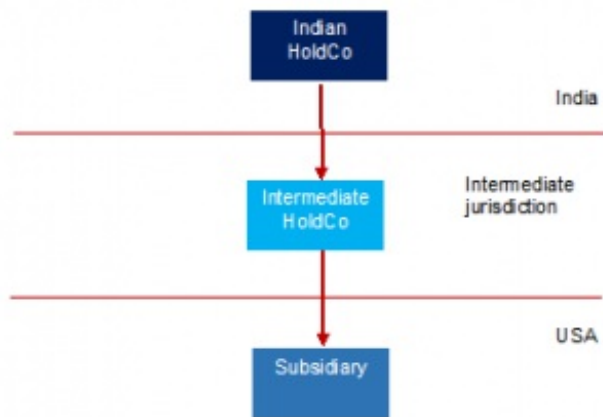 Indian
HoldCo
India
Intermediate
HoldCo
Intermediate
jurisdiction
USA
Subsidiary